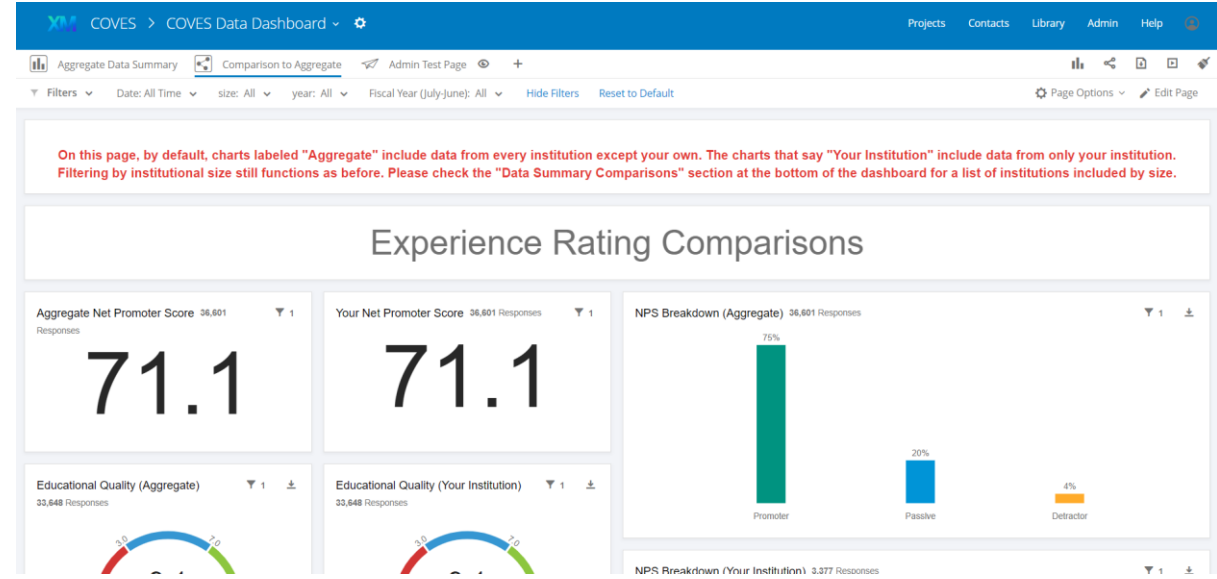 XM COVES > COVES Data Dashboard
Projects Contacts Library Admin Help
Aggregate Data Summary Comparison to Aggregate Admin Test Page +
Filters Date: All Time size: All year: All Fiscal Year (July-June): All Hide Filters Reset to Default Page Options Edit Page
On this page, by default, charts labeled "Aggregate" include data from every institution except your own. The charts that say "Your Institution" include data from only your institution.
Filtering by institutional size still functions as before. Please check the "Data Summary Comparisons" section at the bottom of the dashboard for a list of institutions included by size.
Experience Rating Comparisons
Aggregate Net Promoter Score 36,601
Responses
1
71.1
Your Net Promoter Score 36,601 Responses 1
71.1
NPS Breakdown (Aggregate) 36,601 Responses 1
75%
20%
4%
Promoter Passive Detractor
Educational Quality (Aggregate) 1
33,648 Responses
3.0 7.0
Educational Quality (Your Institution) 1
33,648 Responses
3.0 7.0
NPS Breakdown (Your Institution) 3,377 Responses 1